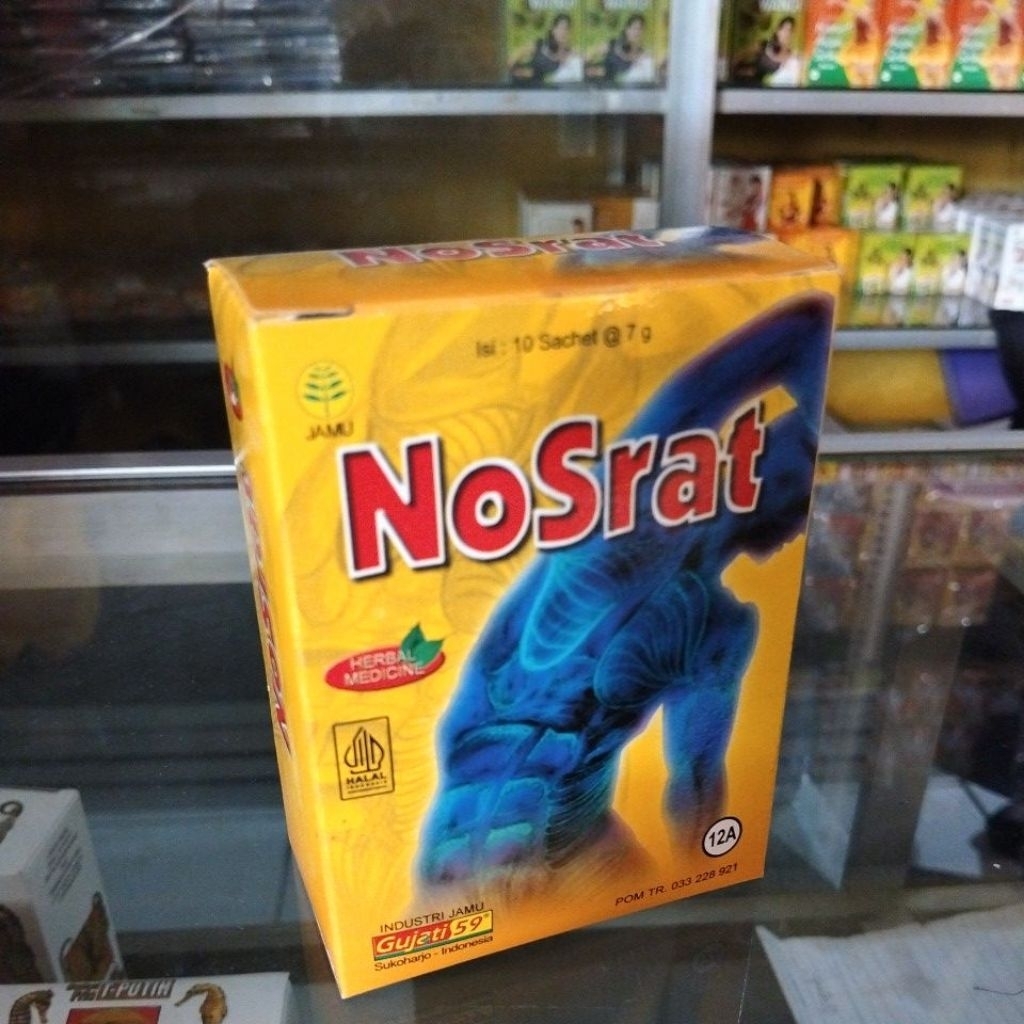 NoSrat
Isi : 10 Sachet @ 7 g
JAMU
NoSrat
HERBAL
MEDICINE
HALAL
INDONESIA
12A
POM TR. 033 228 921
INDUSTRI JAMU
Gujati 59®
Sukoharjo - Indonesia